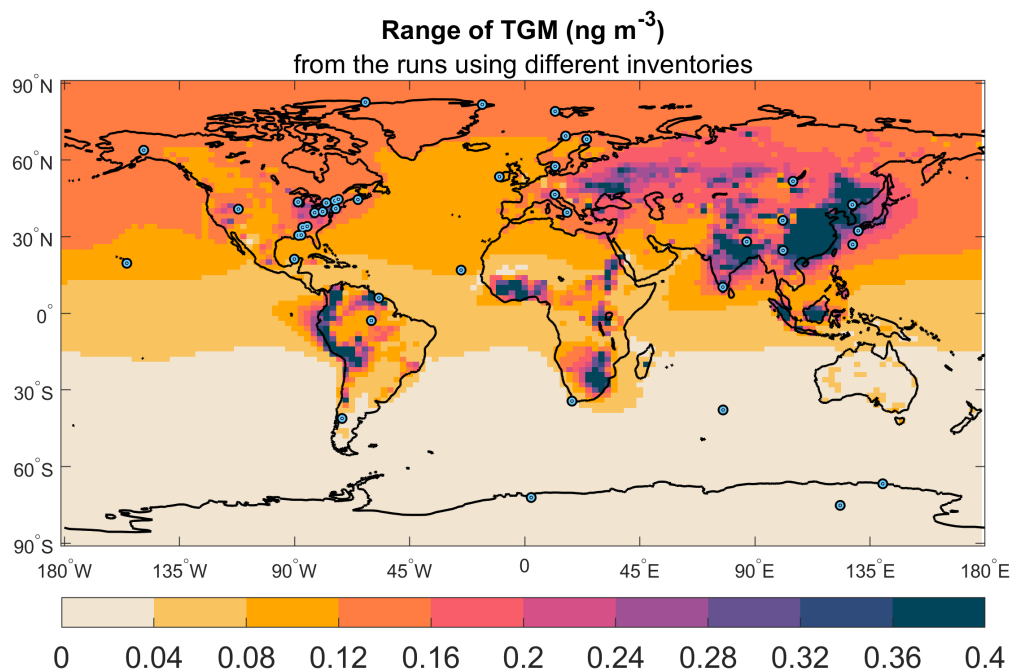 Range of TGM (ng m⁻³)
from the runs using different inventories
90°N
60°N
30°N
0°
30°S
60°S
90°S
180°W 135°W 90°W 45°W 0 45°E 90°E 135°E 180°E
0 0.04 0.08 0.12 0.16 0.2 0.24 0.28 0.32 0.36 0.4